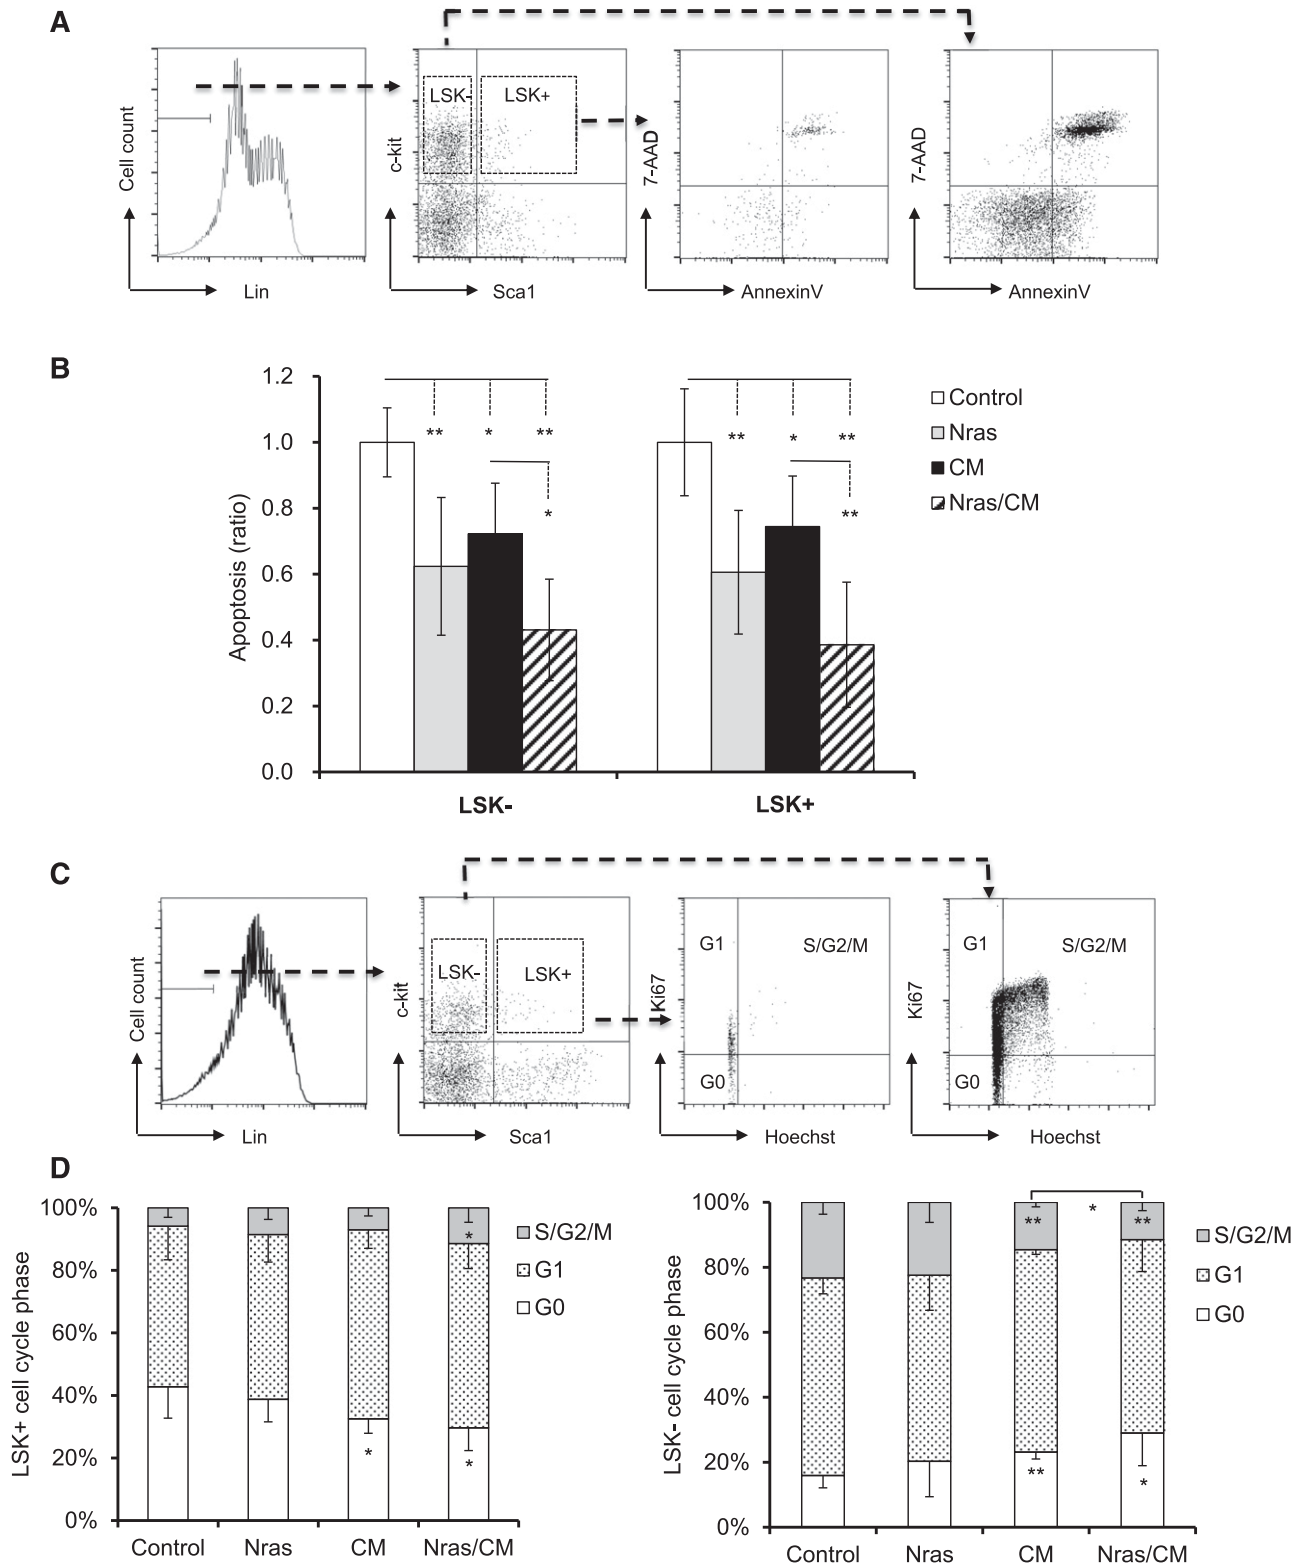 A
Cell count
Lin
LSK-
LSK+
c-kit
Sca1
7-AAD
AnnexinV
7-AAD
AnnexinV
B
1.2
1.0
0.8
0.6
0.4
0.2
0.0
Apoptosis (ratio)
** * **
*
** * **
**
LSK-
LSK+
Control
Nras
CM
Nras/CM
C
Cell count
Lin
LSK-
LSK+
c-kit
Sca1
G1
S/G2/M
G0
Ki67
Hoechst
G1
S/G2/M
G0
Ki67
Hoechst
D
100%
80%
60%
40%
20%
0%
LSK+ cell cycle phase
*
*
*
Control
Nras
CM
Nras/CM
S/G2/M
G1
G0
100%
80%
60%
40%
20%
0%
LSK- cell cycle phase
*
**
**
**
*
Control
Nras
CM
Nras/CM
S/G2/M
G1
G0